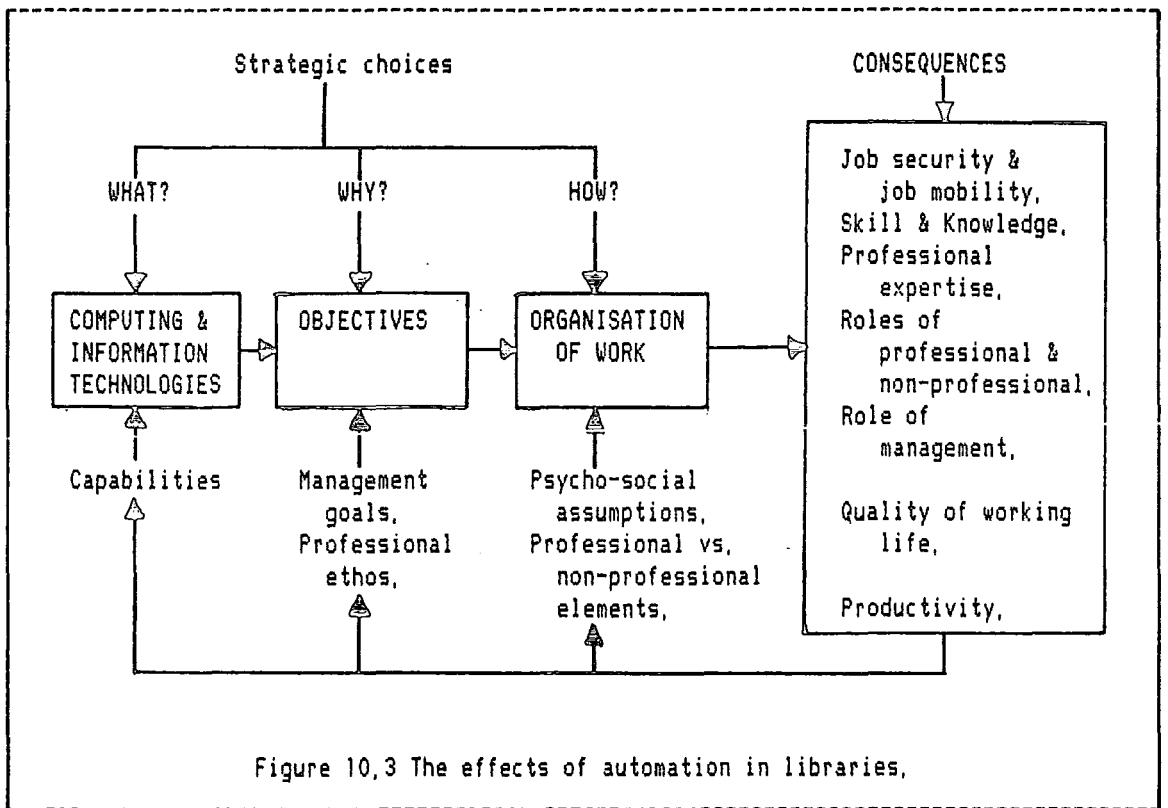 Strategic choices
CONSEQUENCES
WHAT?
WHY?
HOW?
COMPUTING &
INFORMATION
TECHNOLOGIES
OBJECTIVES
ORGANISATION
OF WORK
Capabilities
Management
goals,
Professional
ethos,
Psycho-social
assumptions,
Professional vs,
non-professional
elements,
Job security &
job mobility,
Skill & Knowledge,
Professional
expertise,
Roles of
professional &
non-professional,
Role of
management,
Quality of working
life,
Productivity,
Figure 10,3 The effects of automation in libraries,